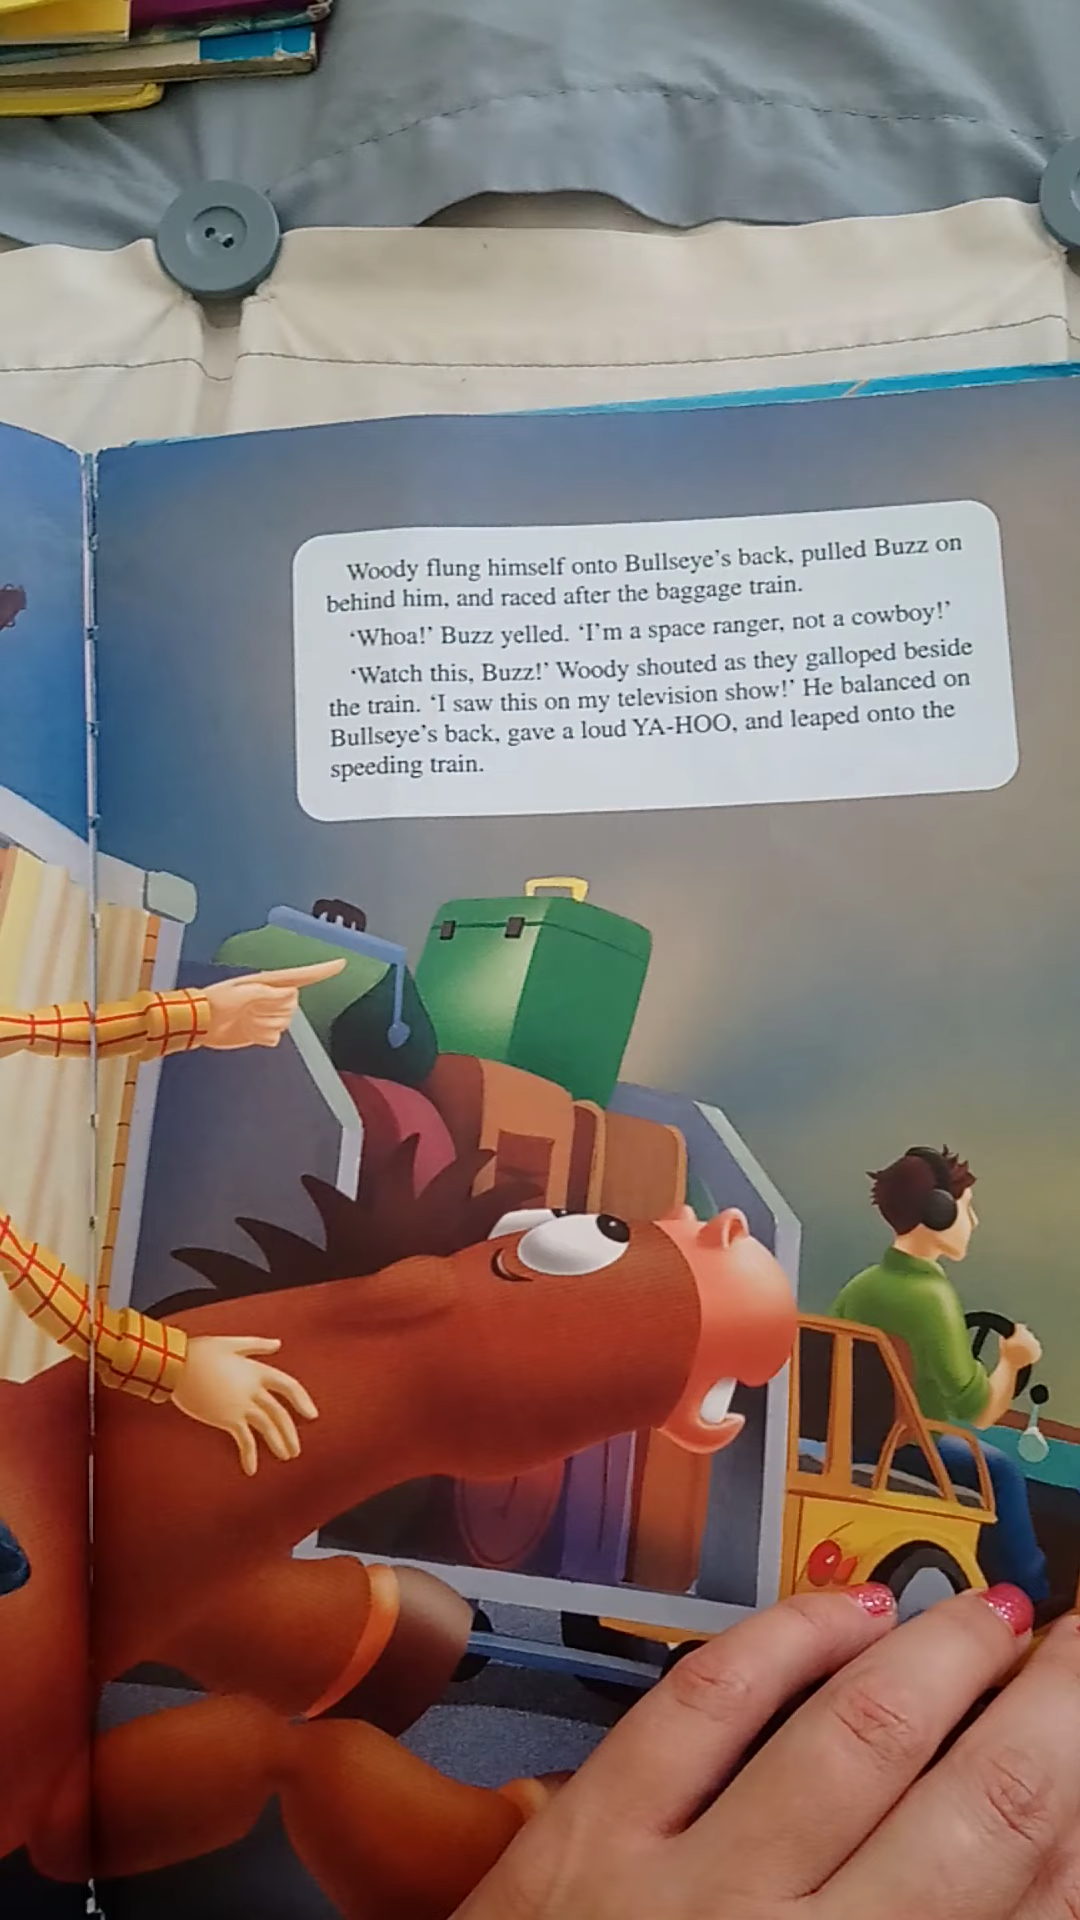 Woody flung himself onto Bullseye's back, pulled Buzz on
behind him, and raced after the baggage train.
‘Whoa!’ Buzz yelled. ‘I’m a space ranger, not a cowboy!’
‘Watch this, Buzz!’ Woody shouted as they galloped beside
the train. ‘I saw this on my television show!’ He balanced on
Bullseye’s back, gave a loud YA-HOO, and leaped onto the
speeding train.